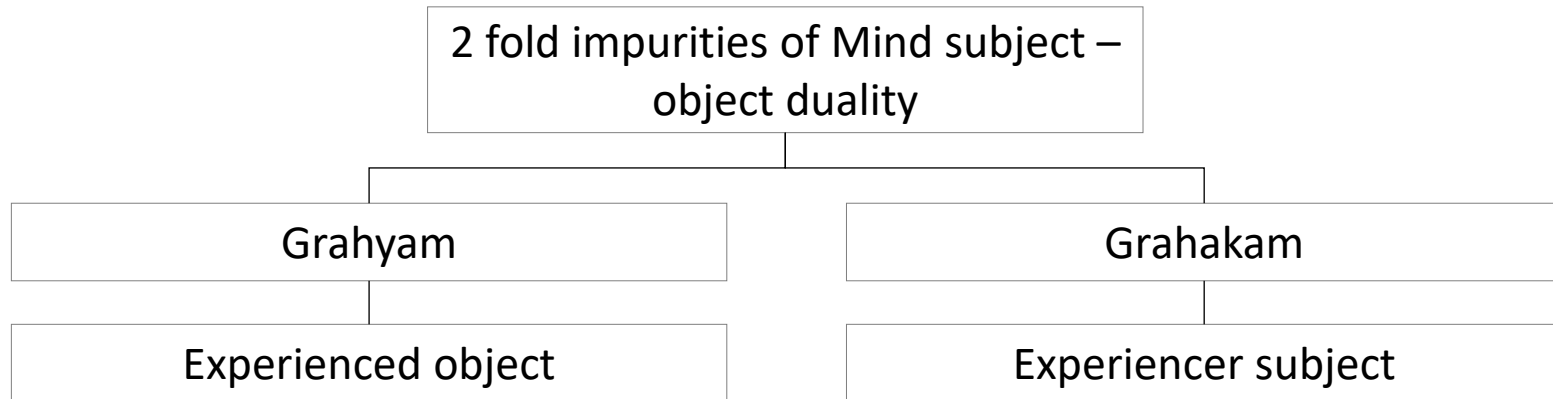 2 fold impurities of Mind subject –
object duality
Grahyam
Grahakam
Experienced object
Experiencer subject